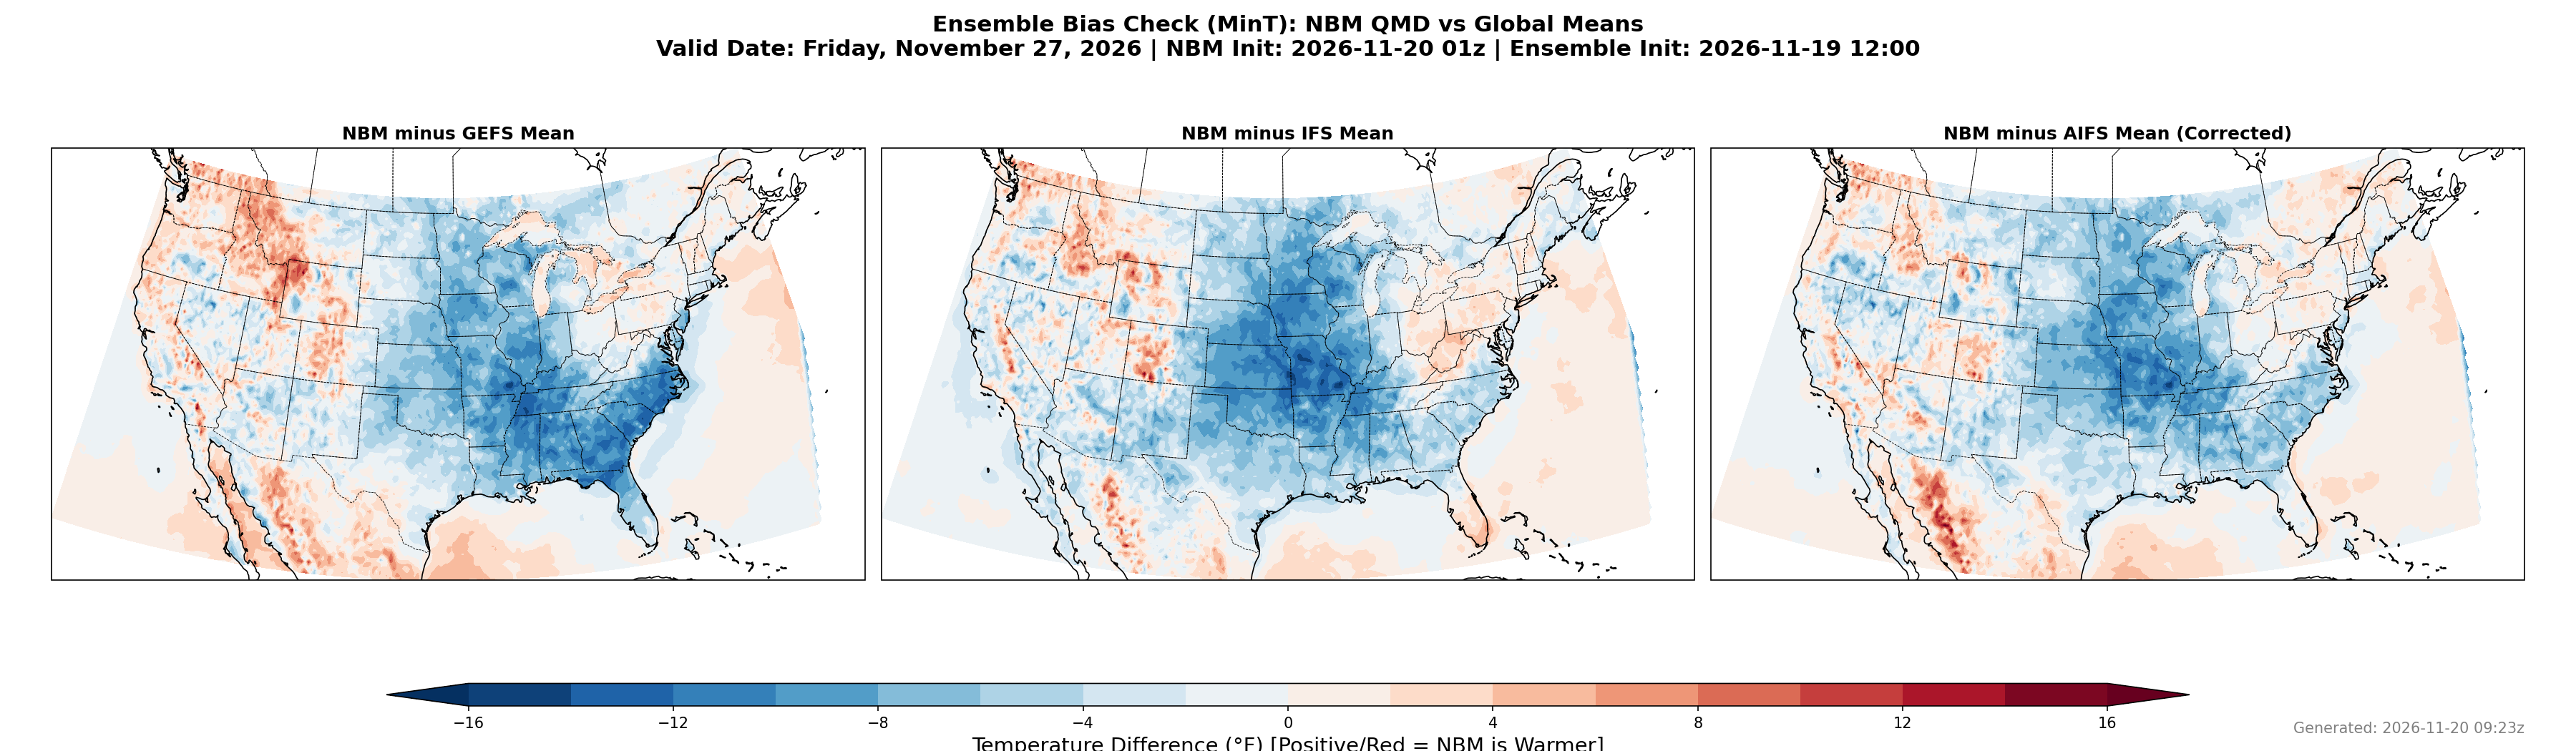 Ensemble Bias Check (MinT): NBM QMD vs Global Means
Valid Date: Friday, November 27, 2026 | NBM Init: 2026-11-20 01z | Ensemble Init: 2026-11-19 12:00
NBM minus GEFS Mean
NBM minus IFS Mean
NBM minus AIFS Mean (Corrected)
−16 −12 −8 −4 0 4 8 12 16
Temperature Difference (°F) [Positive/Red = NBM is Warmer]
Generated: 2026-11-20 09:23z